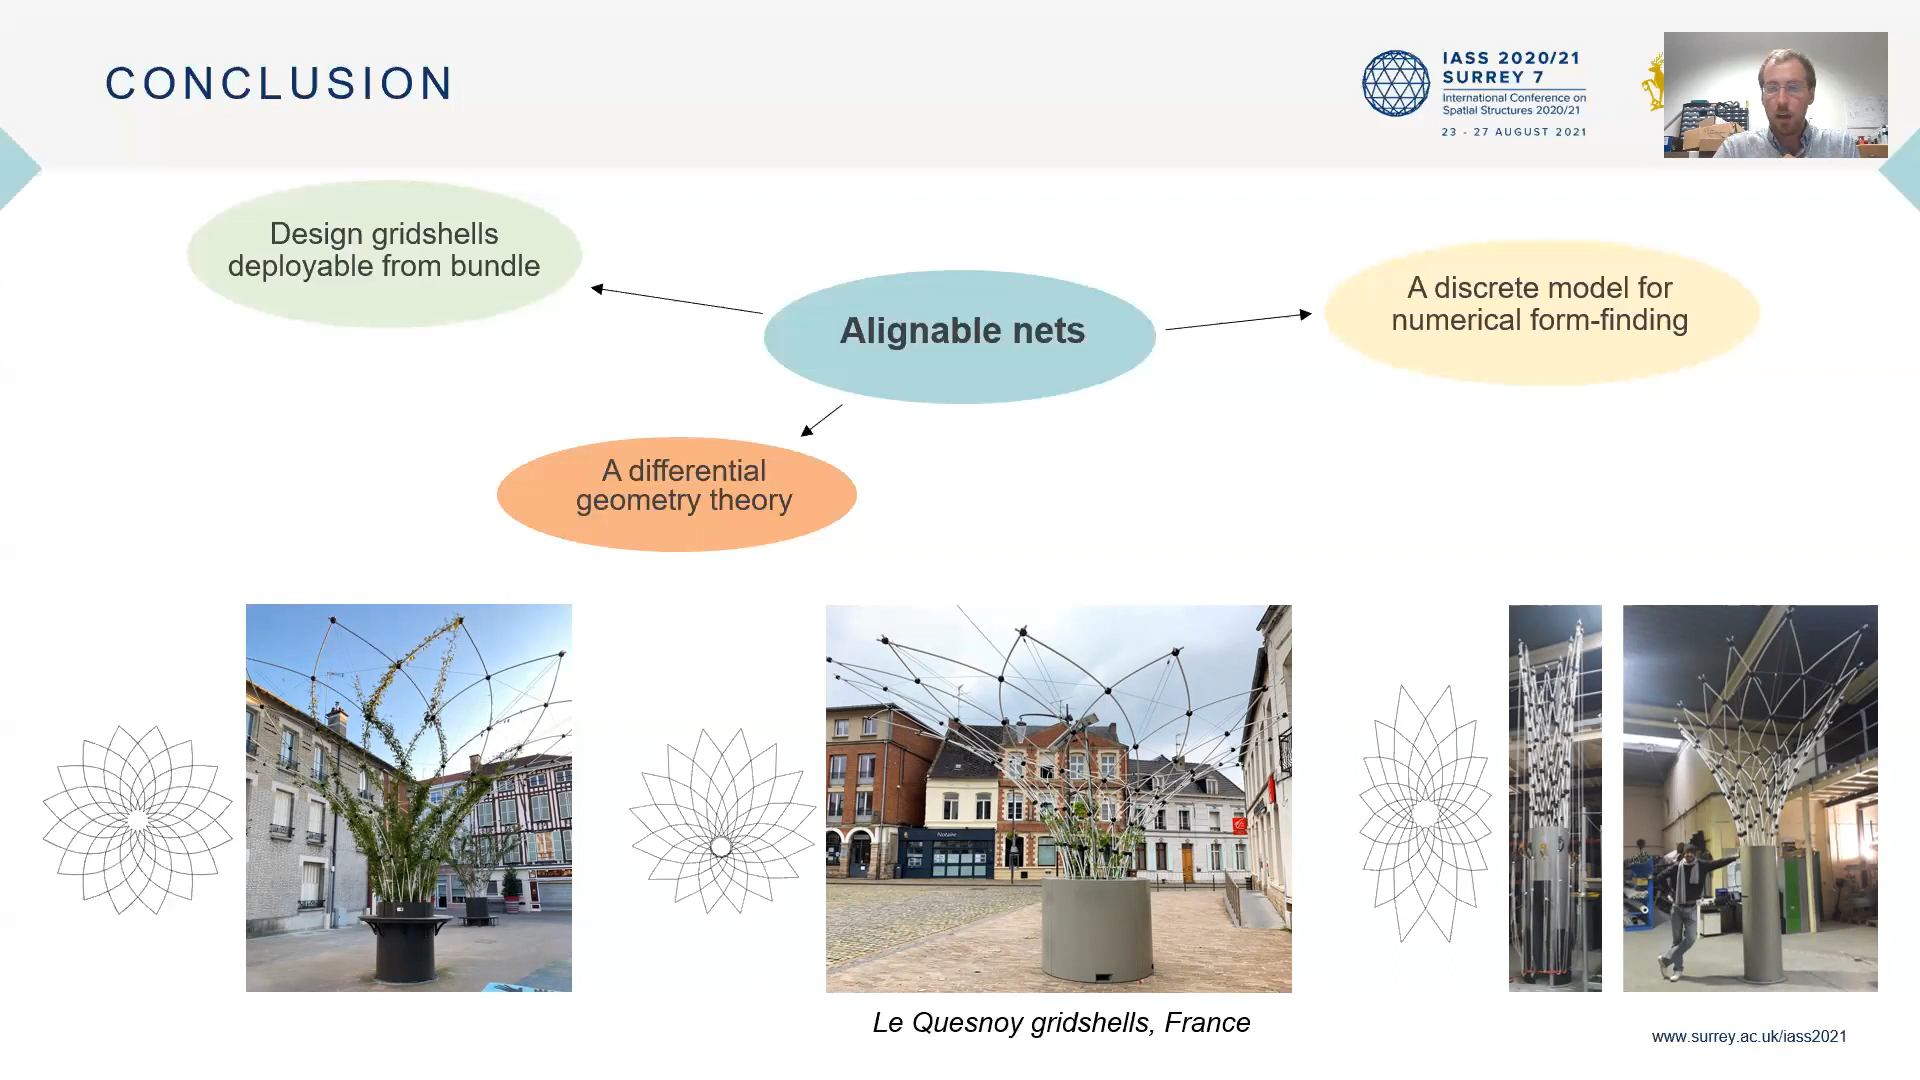 CONCLUSION
IASS 2020/21
SURREY 7
International Conference on
Spatial Structures 2020/21
23 - 27 AUGUST 2021
Design gridshells
deployable from bundle
Alignable nets
A discrete model for
numerical form-finding
A differential
geometry theory
Notaire
Le Quesnoy gridshells, France
www.surrey.ac.uk/iass2021